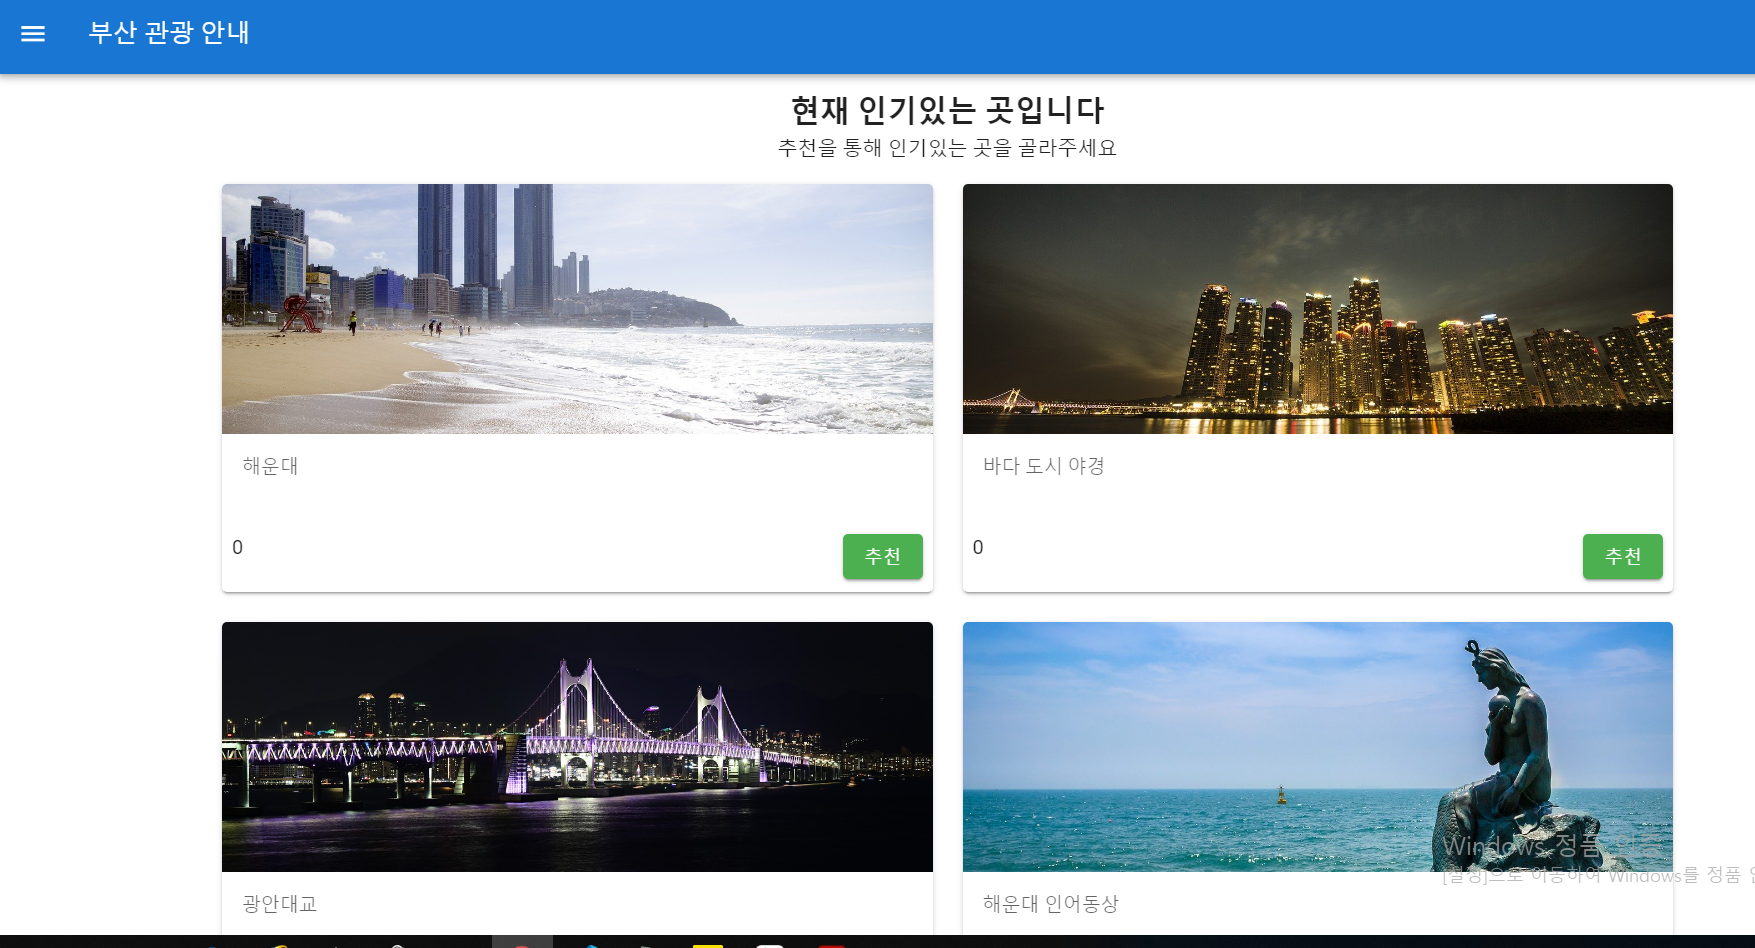 부산 관광 안내
현재 인기있는 곳입니다
추천을 통해 인기있는 곳을 골라주세요
해운대
바다 도시 야경
0
추천
0
추천
광안대교
해운대 인어동상
Windows 정품
[설정]으로 이동하여 Windows를 정품